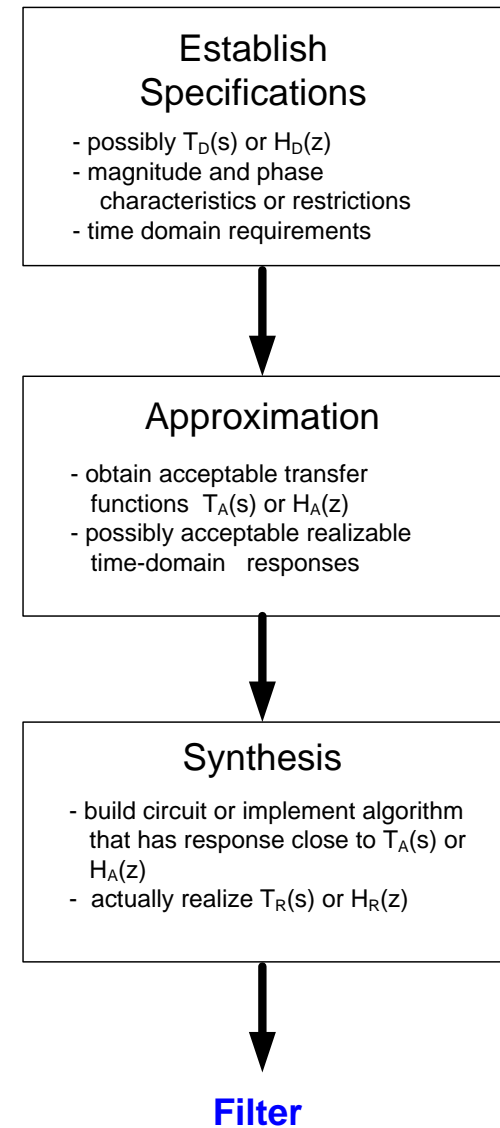 Establish
Specifications
- possibly T_D(s) or H_D(z)
- magnitude and phase
characteristics or restrictions
- time domain requirements
Approximation
- obtain acceptable transfer
functions T_A(s) or H_A(z)
- possibly acceptable realizable
time-domain responses
Synthesis
- build circuit or implement algorithm
that has response close to T_A(s) or
H_A(z)
- actually realize T_R(s) or H_R(z)
Filter